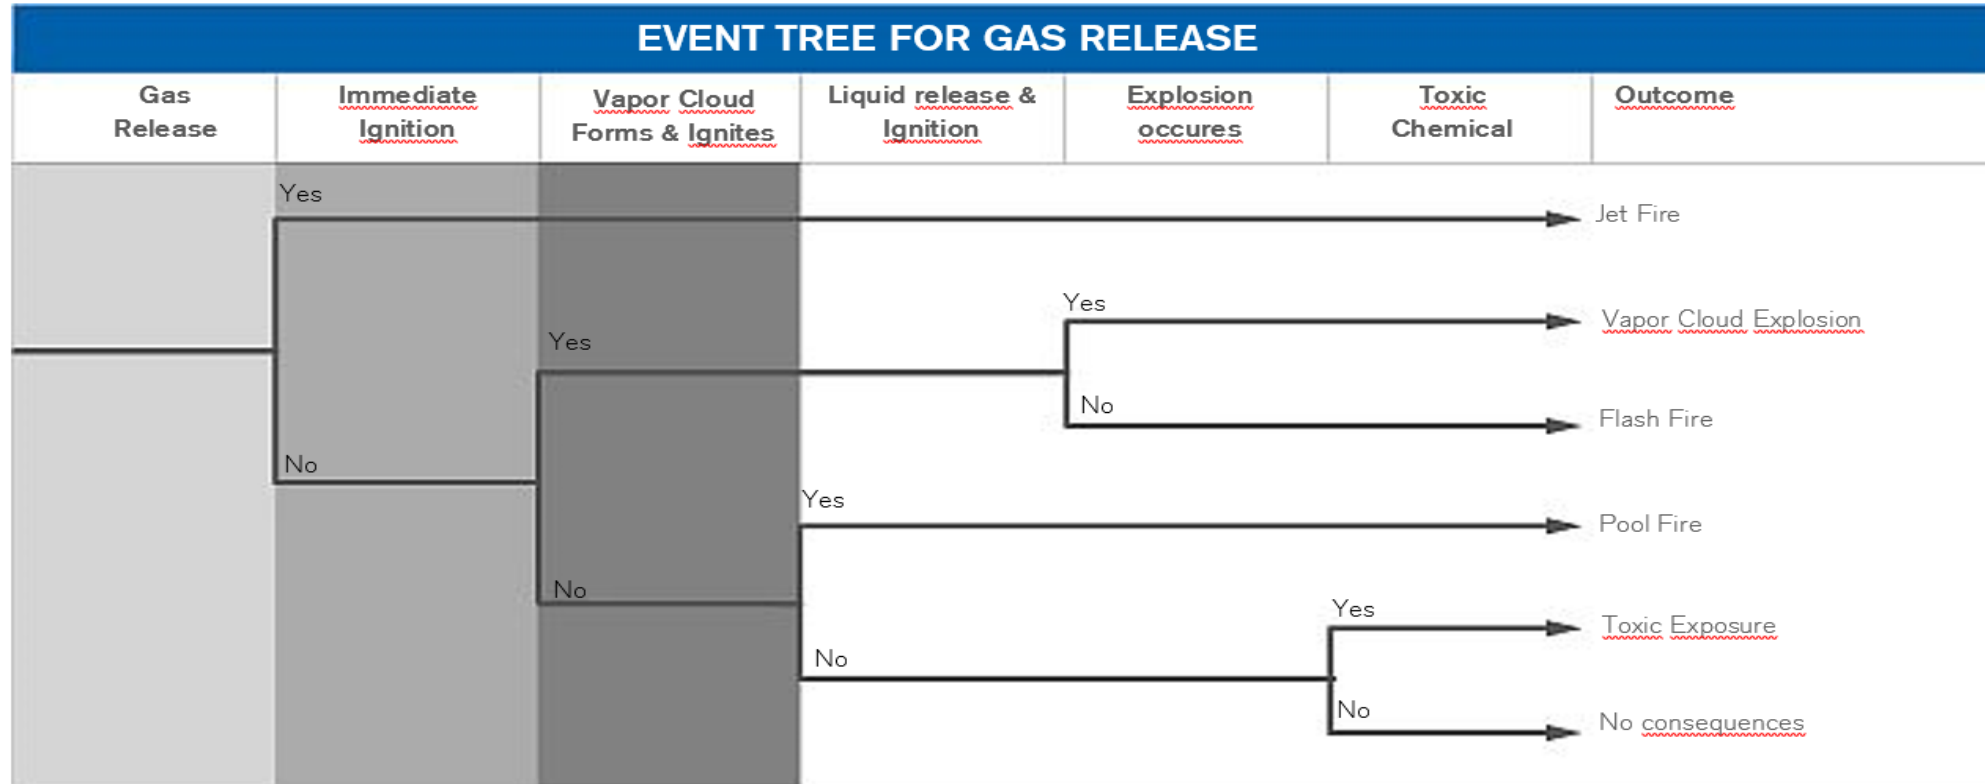 EVENT TREE FOR GAS RELEASE
Gas
Release
Immediate
Ignition
Vapor Cloud
Forms & Ignites
Liquid release &
Ignition
Explosion
occures
Toxic
Chemical
Outcome
Yes
Jet Fire
Yes
Vapor Cloud Explosion
Yes
No
Flash Fire
No
Yes
Pool Fire
No
Yes
Toxic Exposure
No
No
No consequences